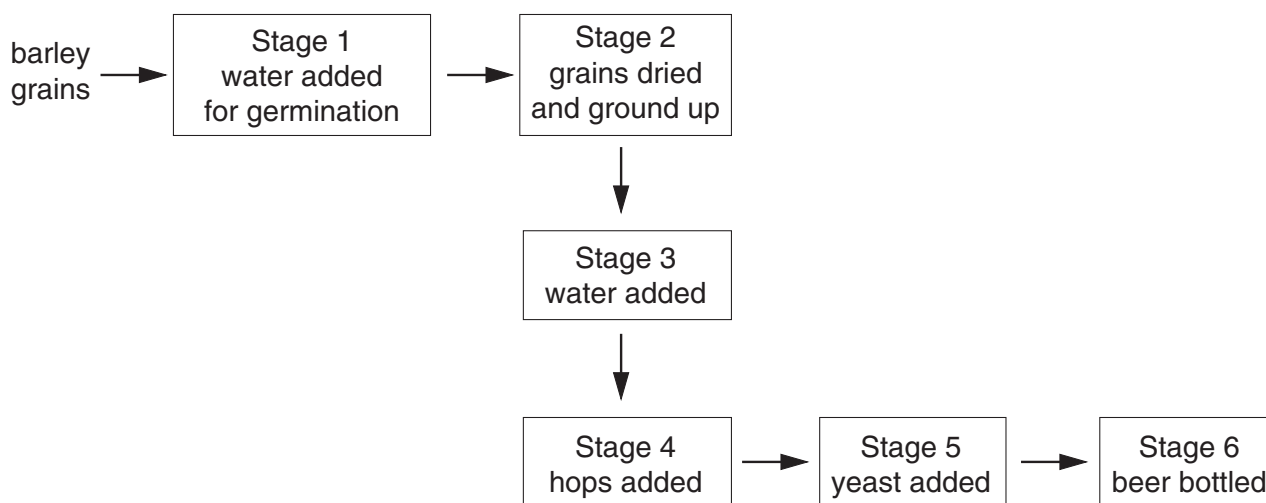 barley
grains
Stage 1
water added
for germination
Stage 2
grains dried
and ground up
Stage 3
water added
Stage 4
hops added
Stage 5
yeast added
Stage 6
beer bottled